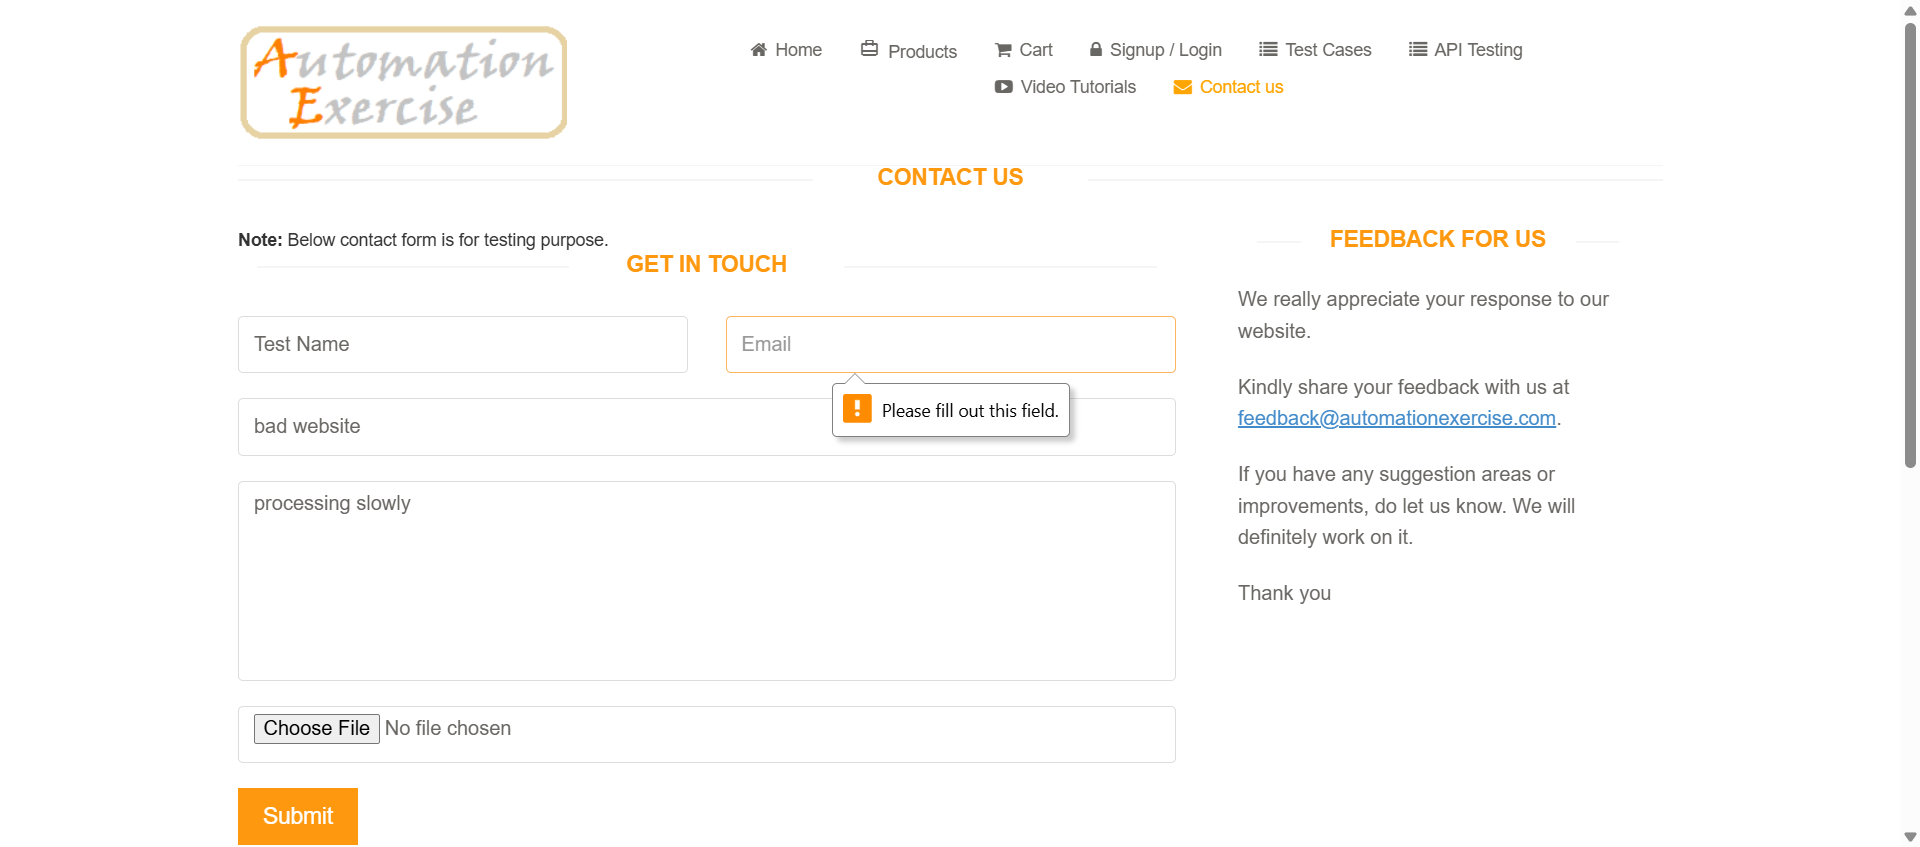 Automation
Exercise
Home
Products
Cart
Signup / Login
Test Cases
API Testing
Video Tutorials
Contact us
CONTACT US
Note: Below contact form is for testing purpose.
GET IN TOUCH
Test Name
Email
Please fill out this field.
bad website
processing slowly
Choose File No file chosen
Submit
FEEDBACK FOR US
We really appreciate your response to our
website.
Kindly share your feedback with us at
feedback@automationexercise.com.
If you have any suggestion areas or
improvements, do let us know. We will
definitely work on it.
Thank you